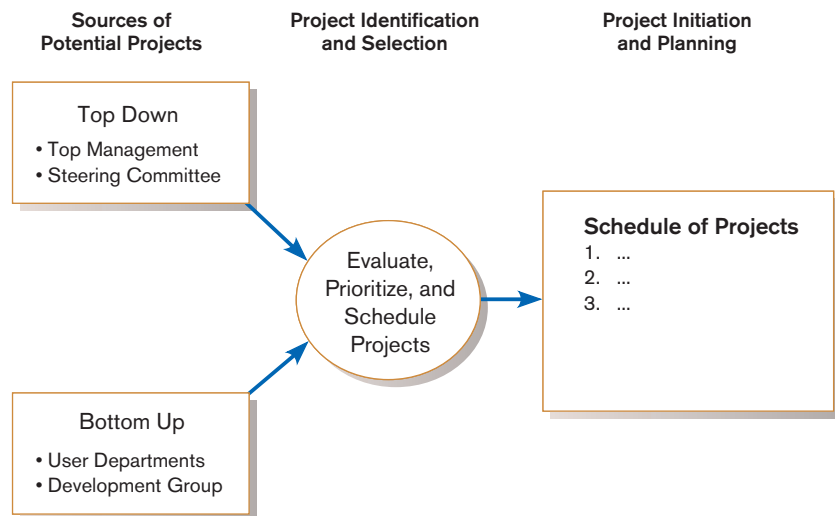 Sources of
Potential Projects
Project Identification
and Selection
Project Initiation
and Planning
Top Down
• Top Management
• Steering Committee
Evaluate,
Prioritize, and
Schedule
Projects
Schedule of Projects
1. ...
2. ...
3. ...
Bottom Up
• User Departments
• Development Group